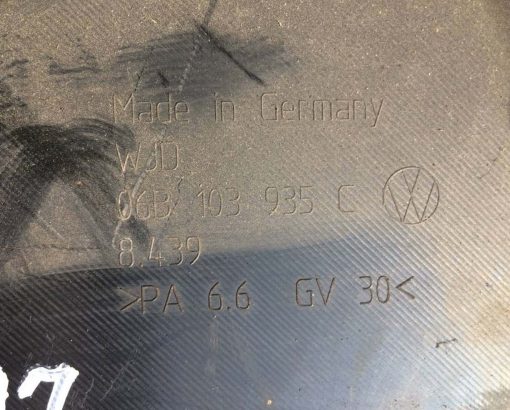 Made in Germany
WJD
06B 103 935 C
8.439
>PA 6.6 GV 30<